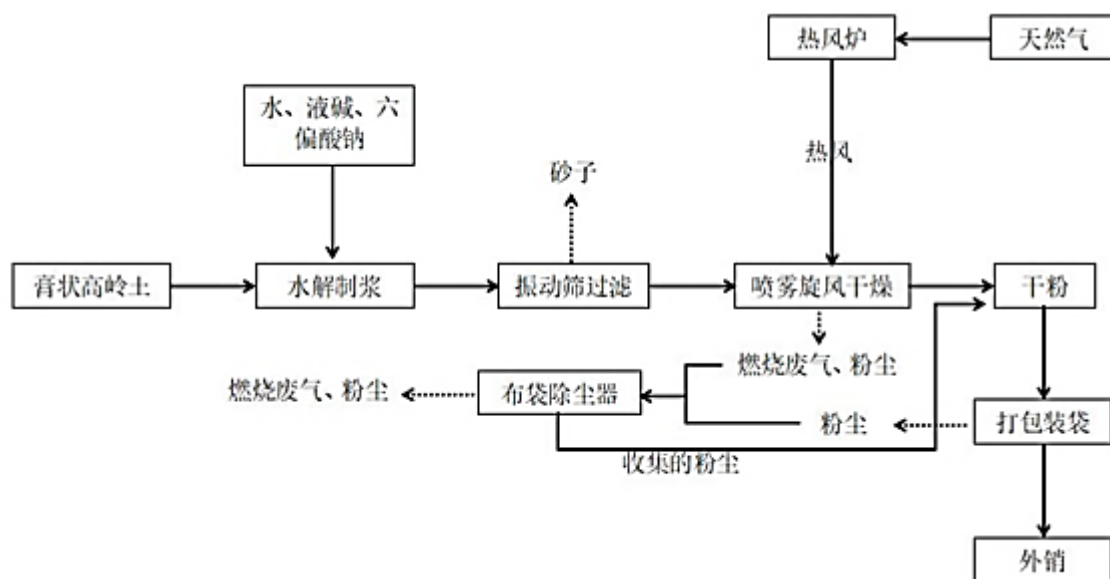 热风炉
天然气
水、液碱、六
偏酸钠
热风
砂子
膏状高岭土
水解制浆
振动筛过滤
喷雾旋风干燥
干粉
燃烧废气、粉尘
燃烧废气、粉尘
布袋除尘器
粉尘
打包装袋
收集的粉尘
外销